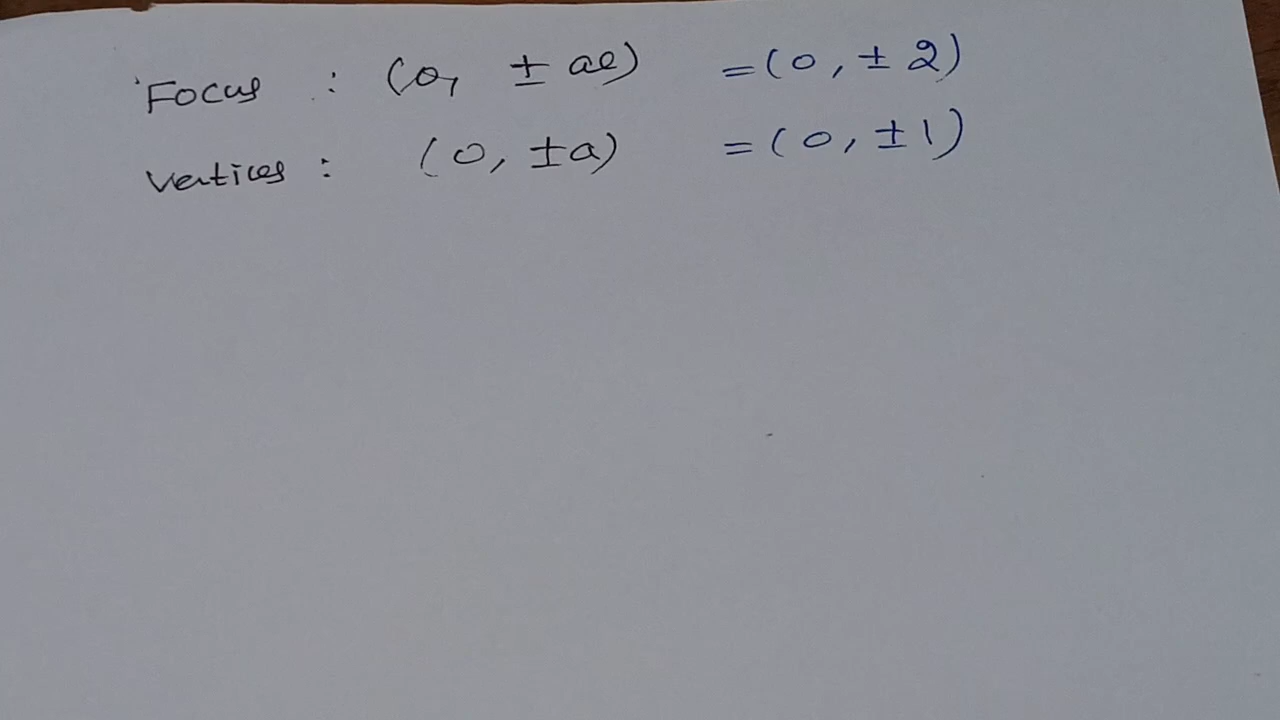 Focus : (0, ± ae) = (0, ± 2)
Vertices : (0, ±a) = (0, ±1)